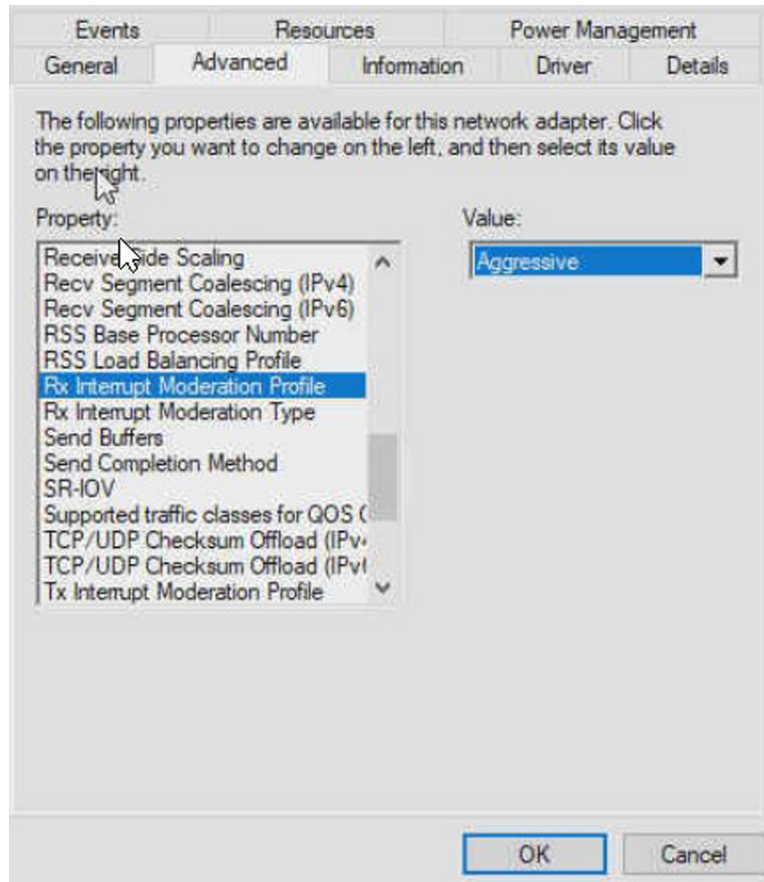 Events Resources Power Management
General Advanced Information Driver Details
The following properties are available for this network adapter. Click
the property you want to change on the left, and then select its value
on the right.
Property:
Value:
Receive Side Scaling
Recv Segment Coalescing (IPv4)
Recv Segment Coalescing (IPv6)
RSS Base Processor Number
RSS Load Balancing Profile
Rx Interrupt Moderation Profile
Rx Interrupt Moderation Type
Send Buffers
Send Completion Method
SR-IOV
Supported traffic classes for QOS (
TCP/UDP Checksum Offload (IPv
TCP/UDP Checksum Offload (IPv
Tx Interrupt Moderation Profile
Aggressive
OK Cancel